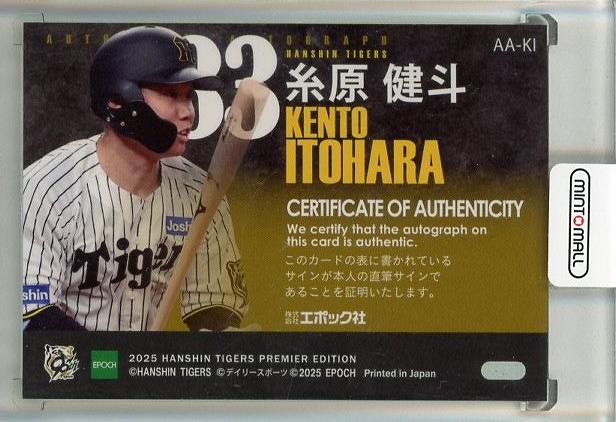 AUTHENTIC AUTOGRAPH
AA-KI
HANSHIN TIGERS
33
糸原 健斗
KENTO
ITOHARA
CERTIFICATE OF AUTHENTICITY
We certify that the autograph on
this card is authentic.
このカードの表に書かれている
サインが本人の直筆サインで
あることを証明いたします。
株式会社エポック社
Josh
Tigers
oshin
MINT MALL
EPOCH
2025 HANSHIN TIGERS PREMIER EDITION
©HANSHIN TIGERS ©デイリースポーツ ©2025 EPOCH Printed in Japan